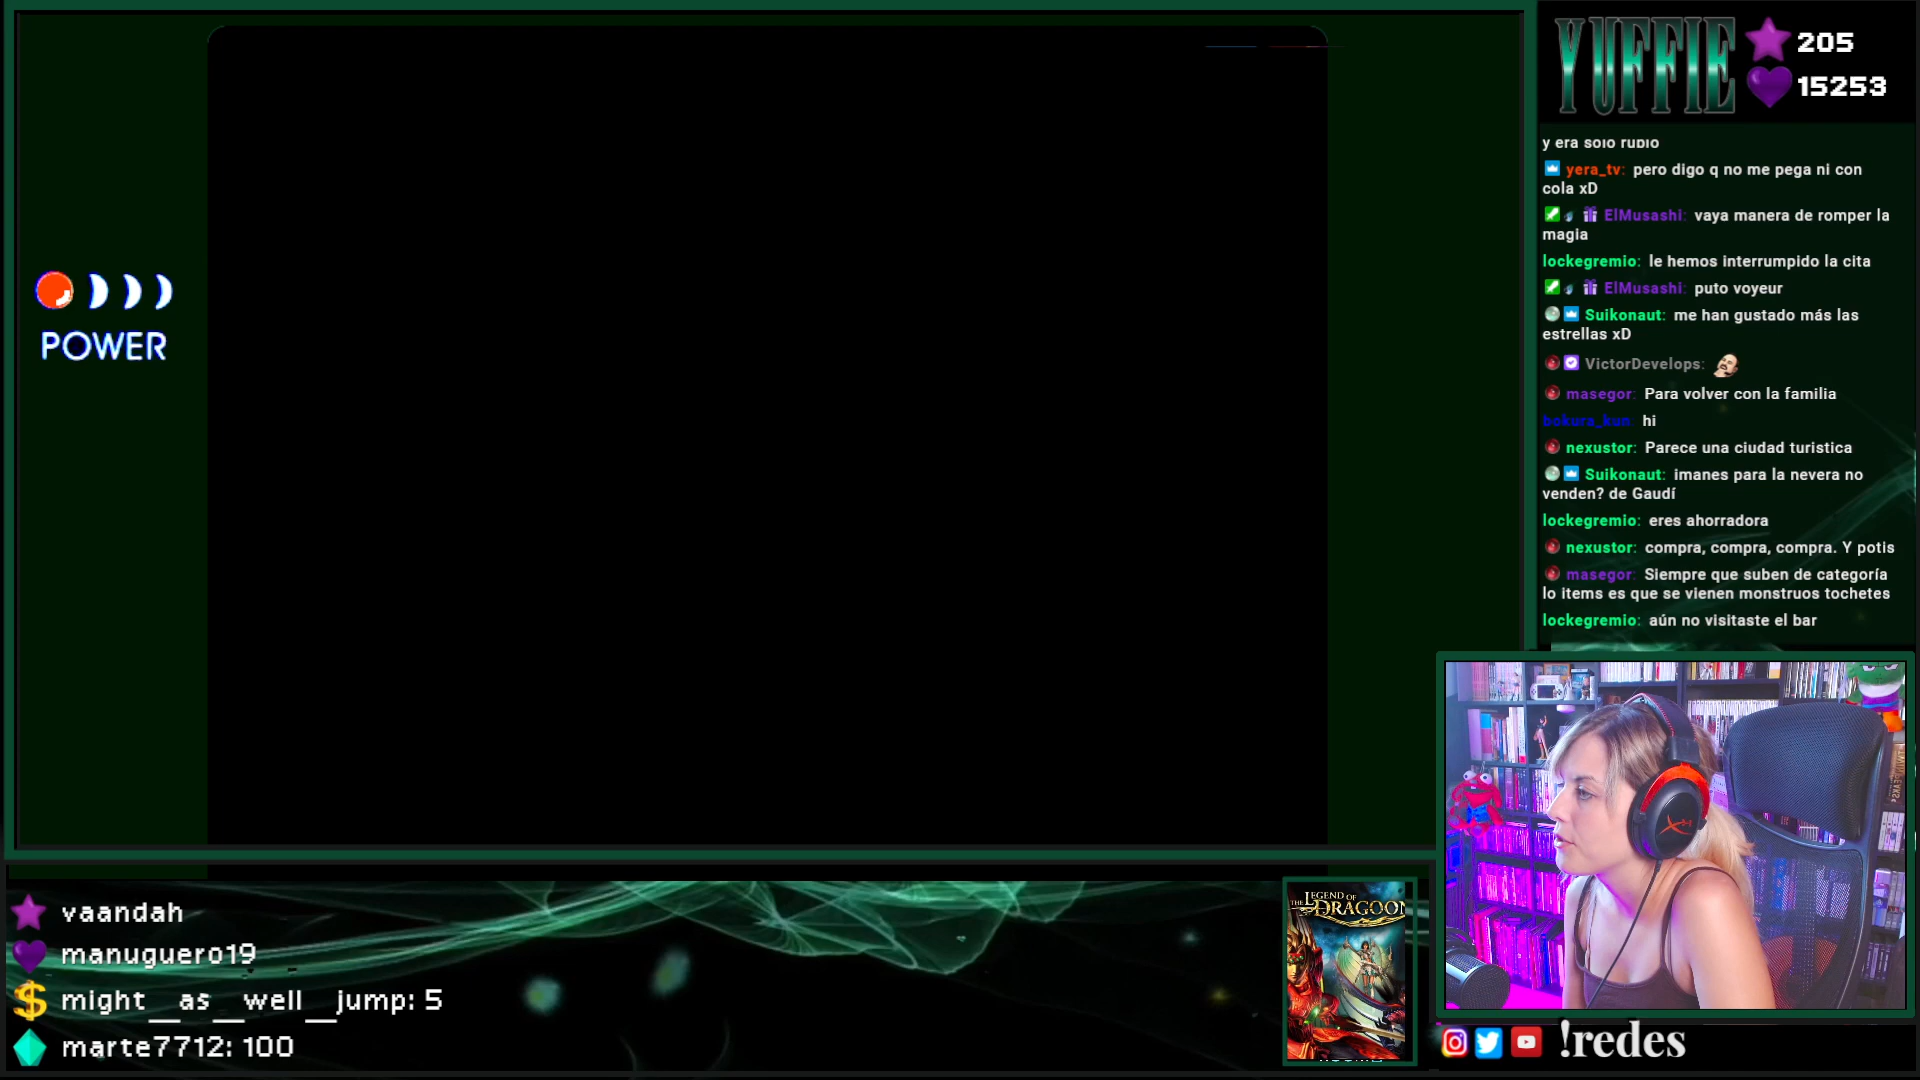 YUFFIE
205
15253
y era solo rubio
yera_tv: pero digo q no me pega ni con
cola xD
ElMusashi: vaya manera de romper la
magia
lockegremio: le hemos interrumpido la cita
ElMusashi: puto voyeur
Suikonaut: me han gustado más las
estrellas xD
VictorDevelops:
masegor: Para volver con la familia
bokura_kun: hi
nexustor: Parece una ciudad turistica
Suikonaut: imanes para la nevera no
venden? de Gaudí
lockegremio: eres ahorradora
nexustor: compra, compra, compra. Y potis
masegor: Siempre que suben de categoría
lo items es que se vienen monstruos tochetes
lockegremio: aún no visitaste el bar
POWER
vaandah
manuguero19
might__as__well__jump: 5
marte7712: 100
THE LEGEND OF
DRAGOON
!redes